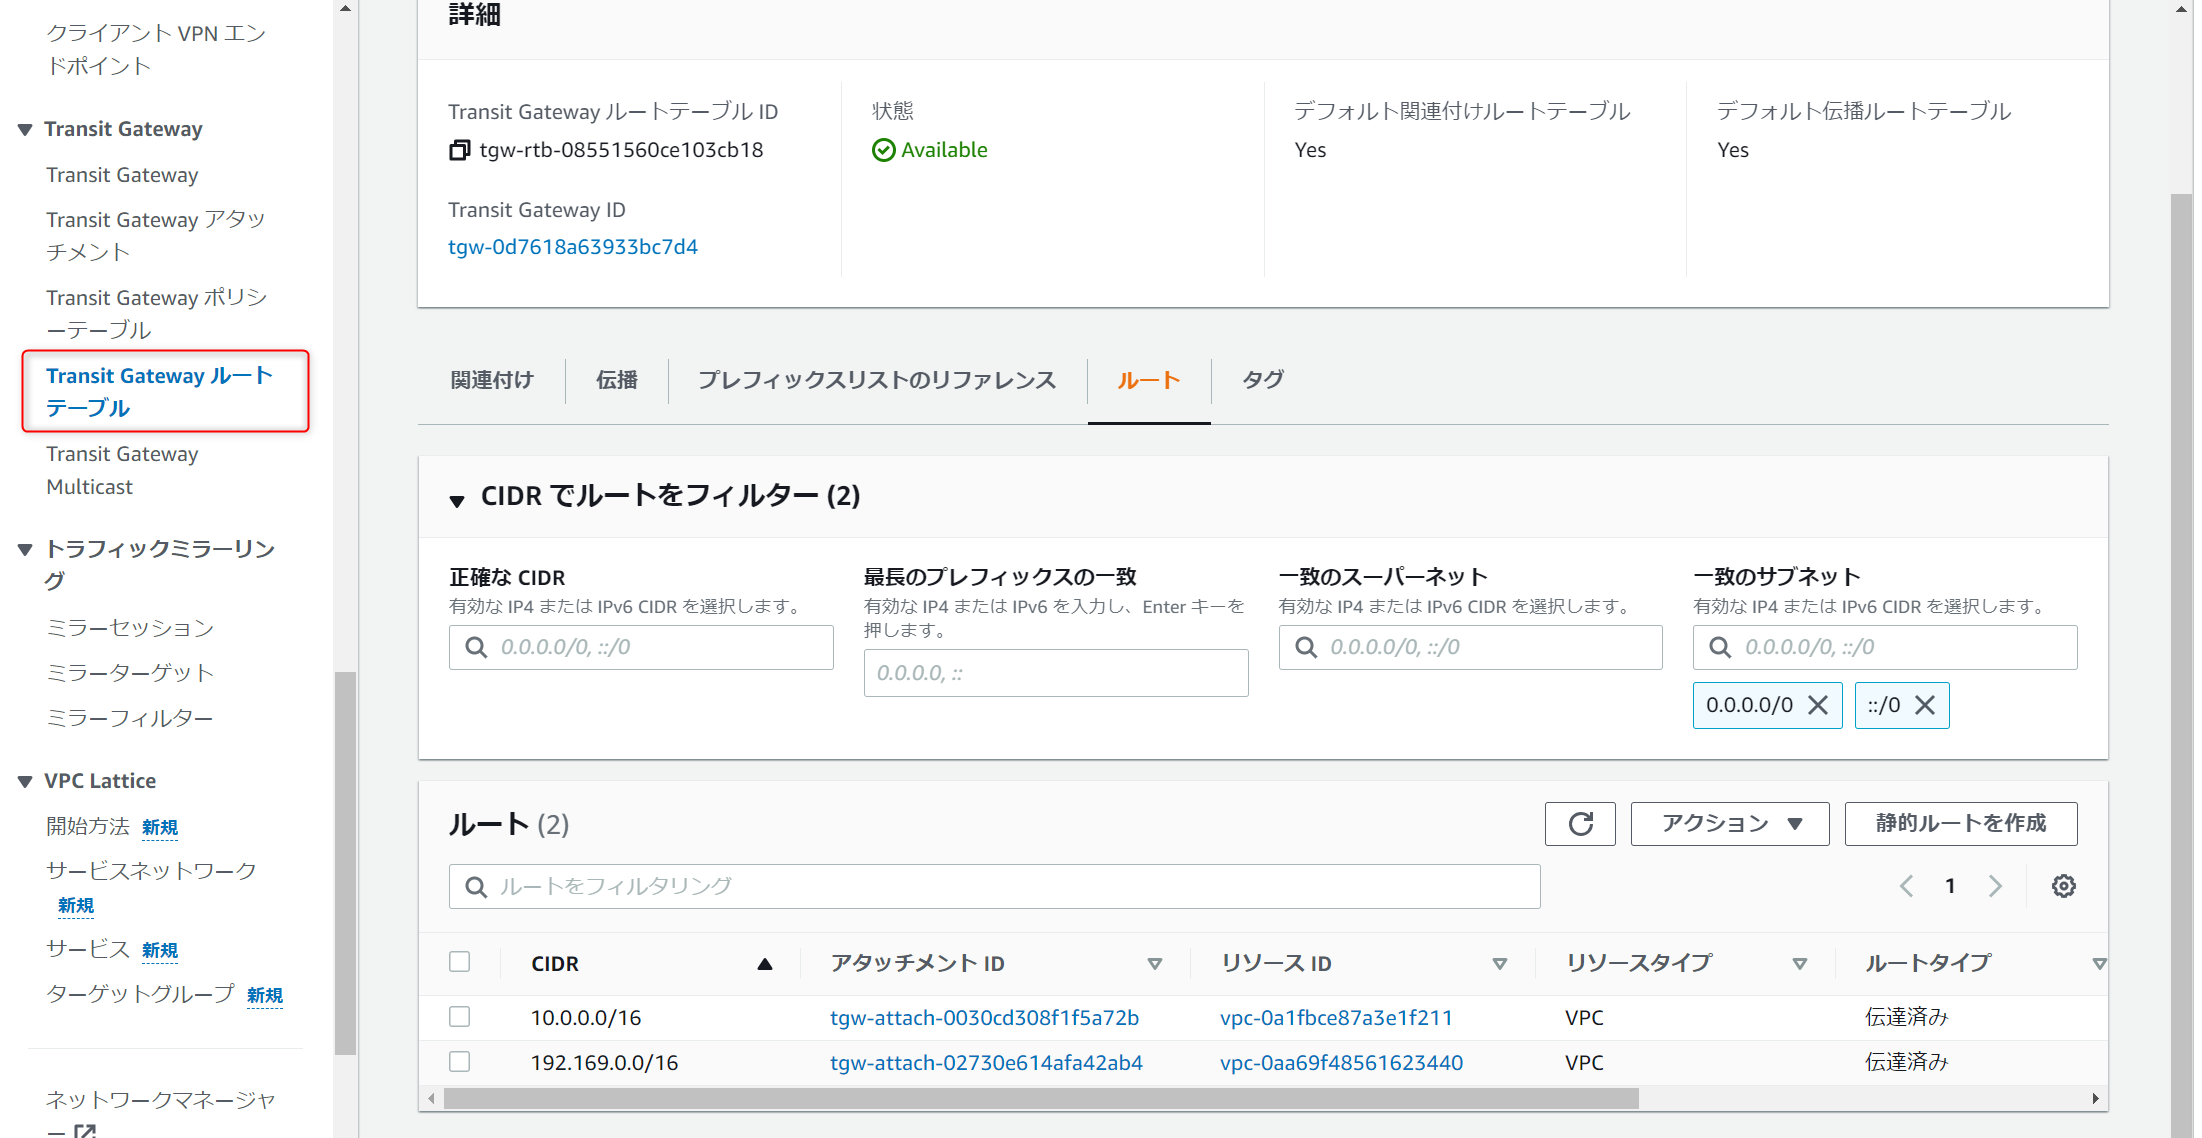 クライアント VPN エン
ドポイント
Transit Gateway
Transit Gateway
Transit Gateway アタッ
チメント
Transit Gateway ポリシ
ーテーブル
Transit Gateway ルート
テーブル
Transit Gateway
Multicast
トラフィックミラーリン
グ
ミラーセッション
ミラーターゲット
ミラーフィルター
VPC Lattice
開始方法 新規
サービスネットワーク
新規
サービス 新規
ターゲットグループ 新規
ネットワークマネージャ
ー
詳細
Transit Gateway ルートテーブル ID
tgw-rtb-08551560ce103cb18
Transit Gateway ID
tgw-0d7618a63933bc7d4
状態
Available
デフォルト関連付けルートテーブル
Yes
デフォルト伝播ルートテーブル
Yes
関連付け 伝播 プレフィックスリストのリファレンス ルート タグ
CIDR でルートをフィルター (2)
正確な CIDR
有効な IP4 または IPv6 CIDR を選択します。
0.0.0.0/0, ::/0
最長のプレフィックスの一致
有効な IP4 または IPv6 を入力し、Enter キーを
押します。
0.0.0.0, ::
一致のスーパーネット
有効な IP4 または IPv6 CIDR を選択します。
0.0.0.0/0, ::/0
一致のサブネット
有効な IP4 または IPv6 CIDR を選択します。
0.0.0.0/0, ::/0
0.0.0.0/0 ::/0
ルート (2) アクション 静的ルートを作成
ルートをフィルタリング 1
CIDR アタッチメント ID リソース ID リソースタイプ ルートタイプ
10.0.0.0/16 tgw-attach-0030cd308f1f5a72b vpc-0a1fbce87a3e1f211 VPC 伝達済み
192.169.0.0/16 tgw-attach-02730e614afa42ab4 vpc-0aa69f48561623440 VPC 伝達済み